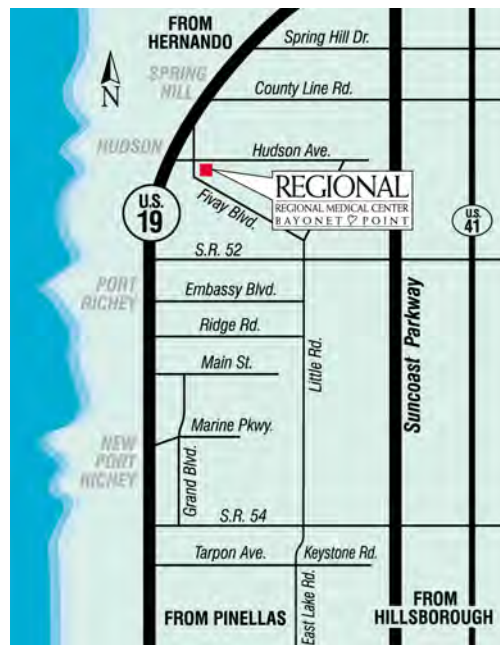 FROM
HERNANDO
Spring Hill Dr.
SPRING
HILL
County Line Rd.
N
HUDSON
Hudson Ave.
REGIONAL
REGIONAL MEDICAL CENTER
BAYONET POINT
Fivay Blvd.
U.S.
19
U.S.
41
S.R. 52
PORT
RICHEY
Embassy Blvd.
Ridge Rd.
Main St.
Little Rd.
Suncoast Parkway
Marine Pkwy.
NEW
PORT
RICHEY
Grand Blvd.
S.R. 54
Tarpon Ave.
Keystone Rd.
East Lake Rd.
FROM PINELLAS
FROM
HILLSBOROUGH